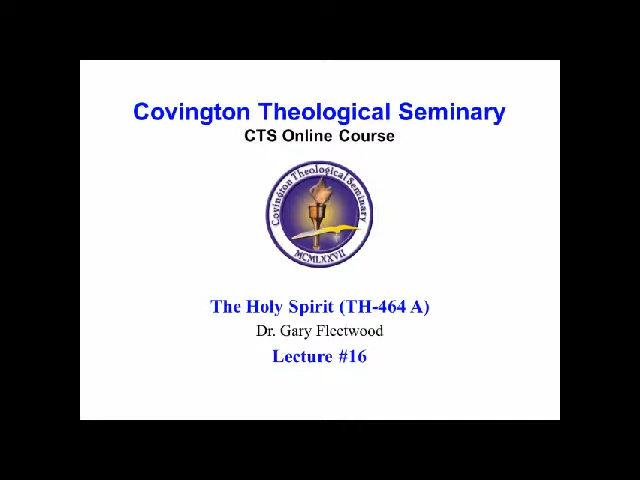 Covington Theological Seminary
CTS Online Course
Covington Theological Seminary
MCMLXXVII
The Holy Spirit (TH-464 A)
Dr. Gary Fleetwood
Lecture #16